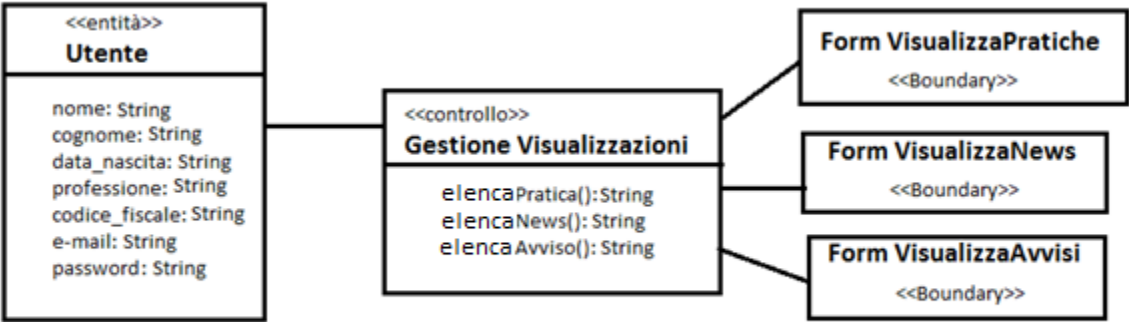 <<entità>>
Utente
nome: String
cognome: String
data_nascita: String
professione: String
codice_fiscale: String
e-mail: String
password: String
<<controllo>>
Gestione Visualizzazioni
elencaPratica(): String
elencaNews(): String
elencaAvviso(): String
Form VisualizzaPratiche
<<Boundary>>
Form VisualizzaNews
<<Boundary>>
Form VisualizzaAvvisi
<<Boundary>>